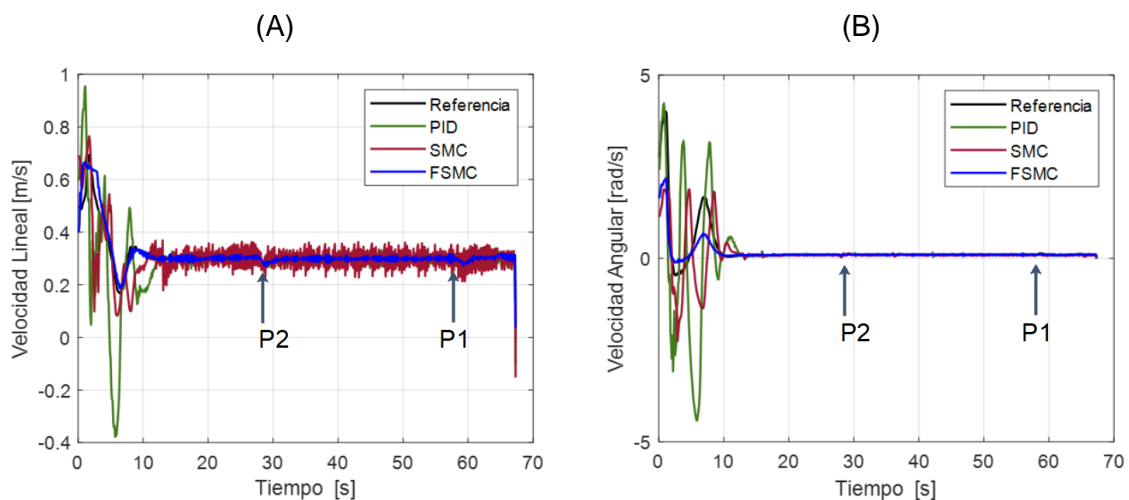 (A)
(B)
Velocidad Lineal [m/s]
1
0.8
0.6
0.4
0.2
0
-0.2
-0.4
Referencia
PID
SMC
FSMC
P2
P1
0 10 20 30 40 50 60 70
Tiempo [s]
Velocidad Angular [rad/s]
5
0
-5
Referencia
PID
SMC
FSMC
P2
P1
0 10 20 30 40 50 60 70
Tiempo [s]